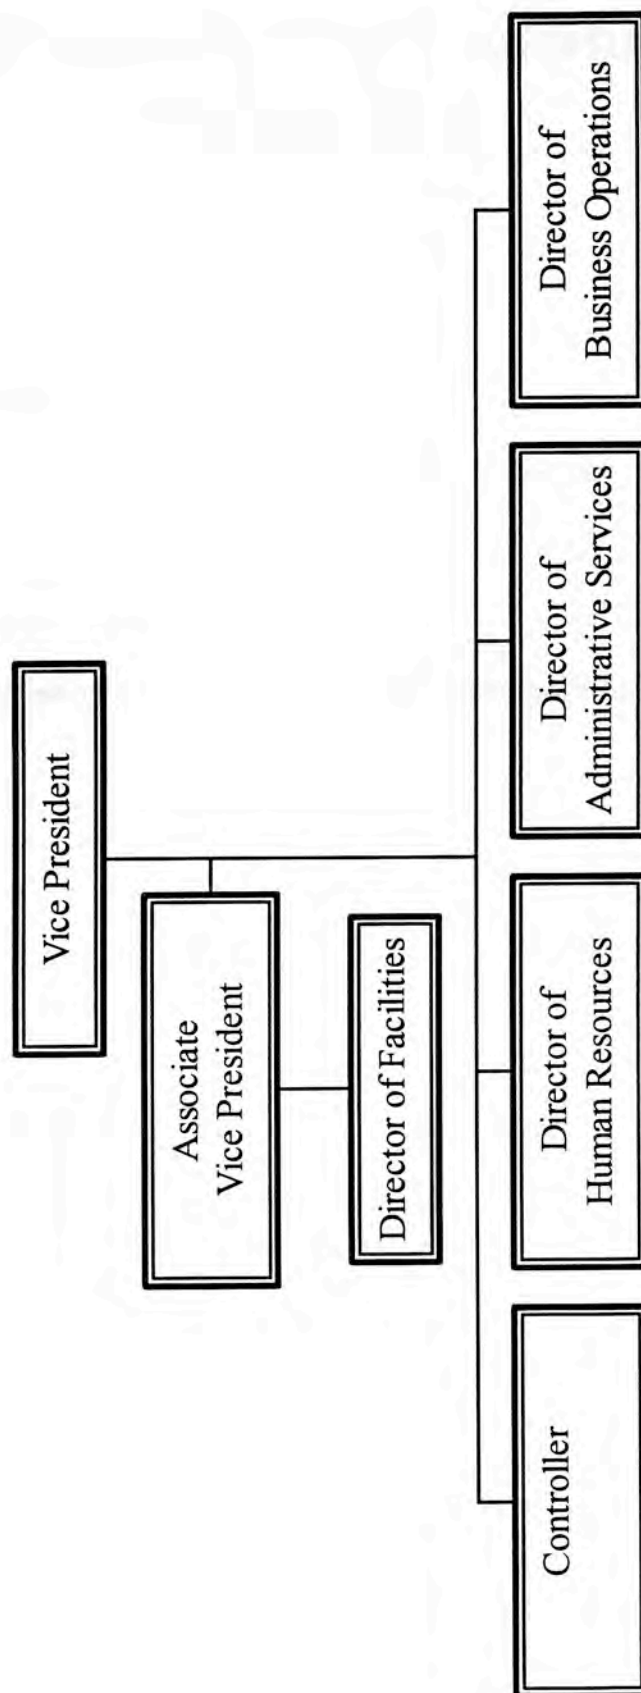 Vice President
Associate
Vice President
Director of Facilities
Controller
Director of
Human Resources
Director of
Administrative Services
Director of
Business Operations